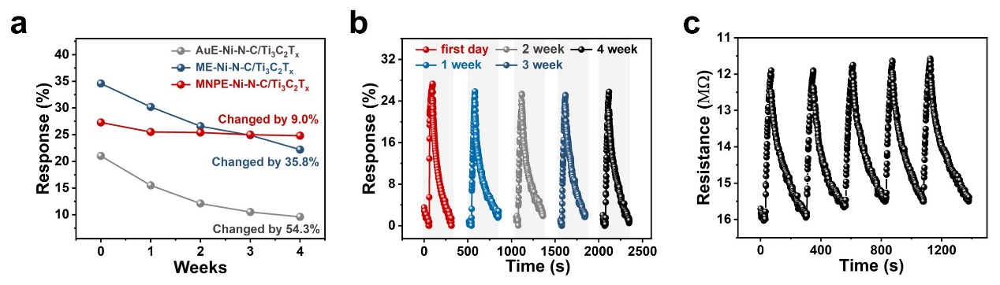 a
40
35
30
25
20
15
10
Response (%)
AuE-Ni-N-C/Ti₃C₂Tₓ
ME-Ni-N-C/Ti₃C₂Tₓ
MNPE-Ni-N-C/Ti₃C₂Tₓ
Changed by 9.0%
Changed by 35.8%
Changed by 54.3%
0 1 2 3 4
Weeks
b
32
24
16
8
0
Response (%)
first day 2 week 4 week
1 week 3 week
0 500 1000 1500 2000 2500
Time (s)
c
11
12
13
14
15
16
Resistance (MΩ)
0 400 800 1200
Time (s)